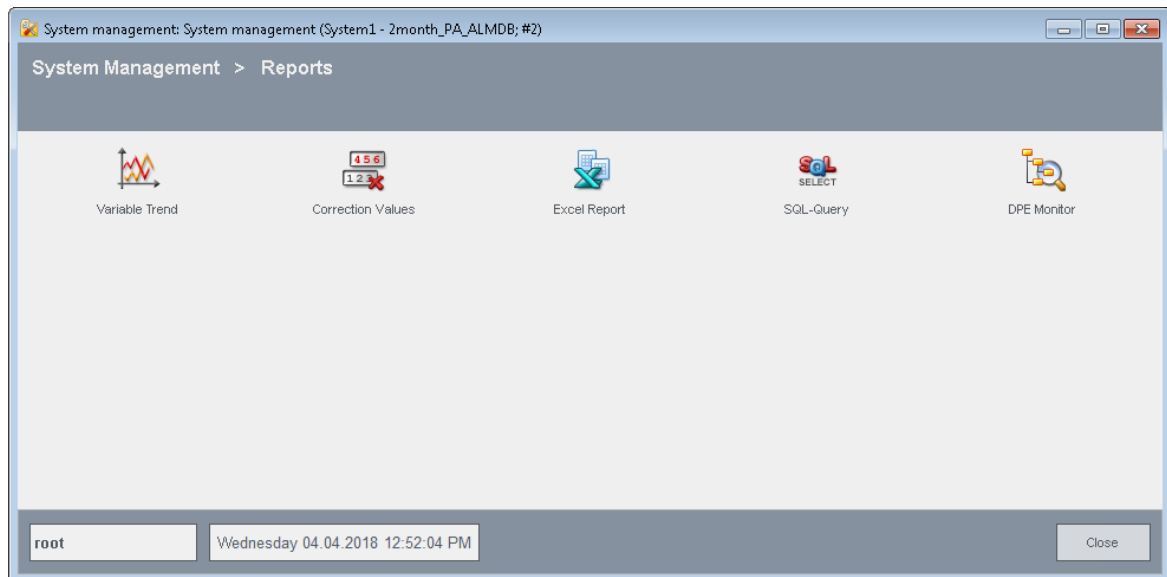 System management: System management (System1 - 2month_PA_ALMDB; #2)
System Management > Reports
456
123
SQL
SELECT
Variable Trend
Correction Values
Excel Report
SQL-Query
DPE Monitor
root
Wednesday 04.04.2018 12:52:04 PM
Close